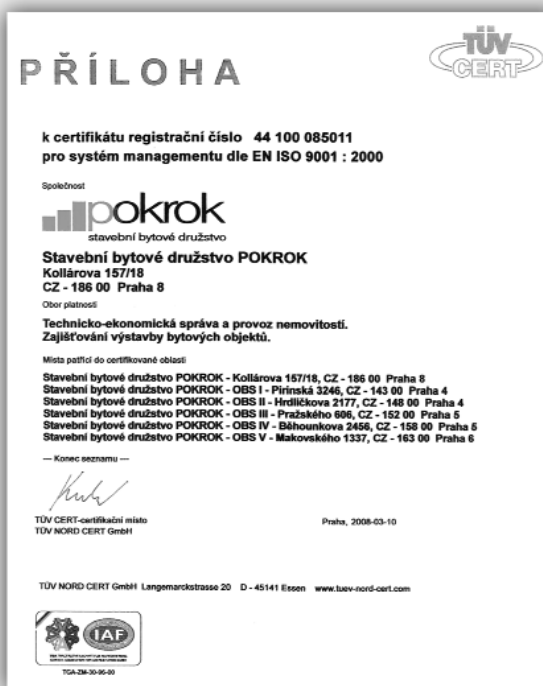 TÜV
CERT
PŘÍLOHA
k certifikátu registrační číslo 44 100 085011
pro systém managementu dle EN ISO 9001 : 2000
Společnost
pokrok
stavební bytové družstvo
Stavební bytové družstvo POKROK
Kollárova 157/18
CZ - 186 00 Praha 8
Obor platnosti
Technicko-ekonomická správa a provoz nemovitostí.
Zajišťování výstavby bytových objektů.
Místa patřící do certifikované oblasti
Stavební bytové družstvo POKROK - Kollárova 157/18, CZ - 186 00 Praha 8
Stavební bytové družstvo POKROK - OBS I - Pirinská 3246, CZ - 143 00 Praha 4
Stavební bytové družstvo POKROK - OBS II - Hrdličkova 2177, CZ - 148 00 Praha 4
Stavební bytové družstvo POKROK - OBS III - Pražského 606, CZ - 152 00 Praha 5
Stavební bytové družstvo POKROK - OBS IV - Běhounkova 2456, CZ - 158 00 Praha 5
Stavební bytové družstvo POKROK - OBS V - Makovského 1337, CZ - 163 00 Praha 6
— Konec seznamu —
TÜV CERT-certifikační místo
TÜV NORD CERT GmbH
Praha, 2008-03-10
TÜV NORD CERT GmbH Langemarckstrasse 20 D - 45141 Essen www.tuev-nord-cert.com
IAF
TGA-ZM-30-96-00